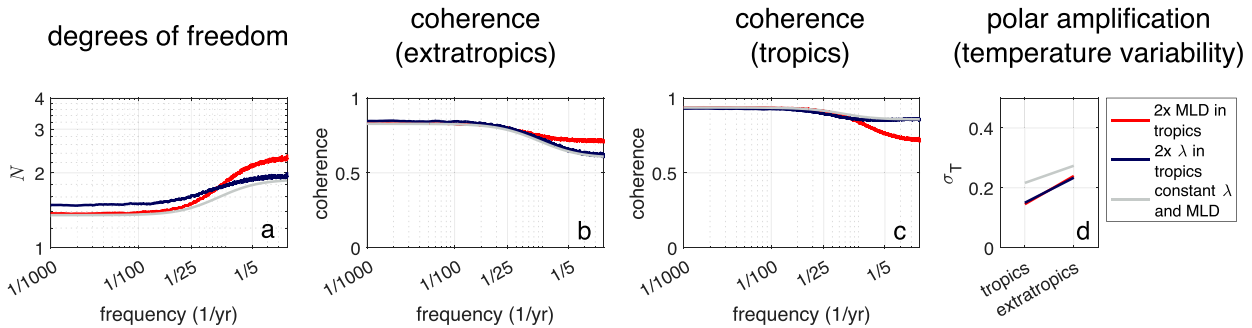 degrees of freedom
coherence
(extratropics)
coherence
(tropics)
polar amplification
(temperature variability)
4
3
2
1
N
a
1/1000
1/100
1/25
1/5
frequency (1/yr)
1
0.5
0
coherence
b
1/1000
1/100
1/25
1/5
frequency (1/yr)
1
0.5
0
coherence
c
1/1000
1/100
1/25
1/5
frequency (1/yr)
0.4
0.2
0
σT
d
tropics
extratropics
2x MLD in
tropics
2x λ in
tropics
constant λ
and MLD